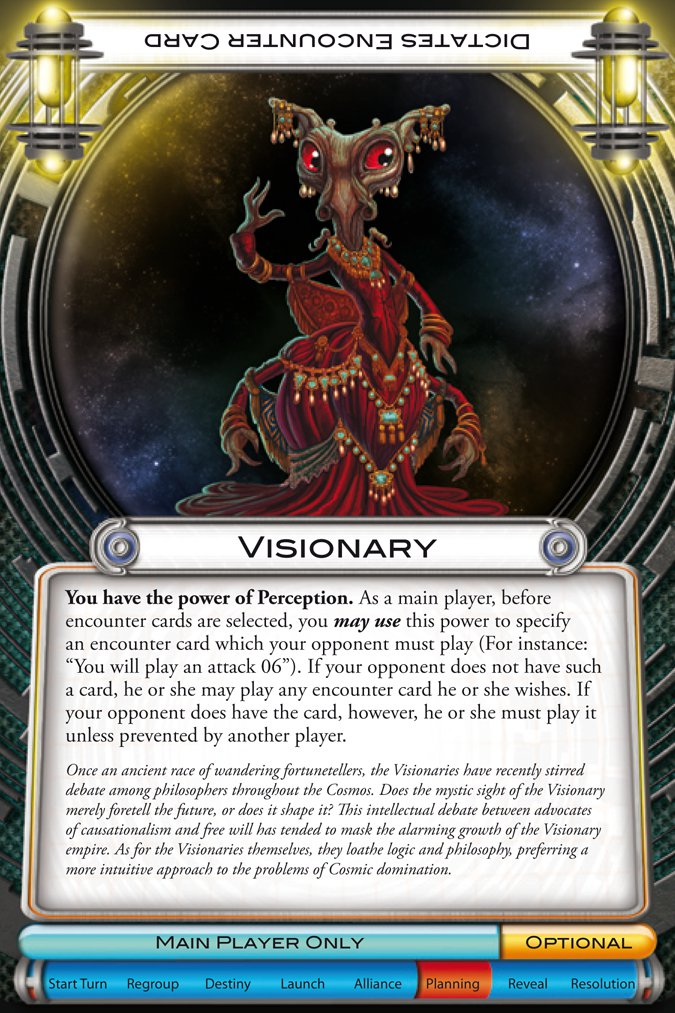 DICTATES ENCOUNTER CARD
VISIONARY
You have the power of Perception. As a main player, before
encounter cards are selected, you may use this power to specify
an encounter card which your opponent must play (For instance:
“You will play an attack 06”). If your opponent does not have such
a card, he or she may play any encounter card he or she wishes. If
your opponent does have the card, however, he or she must play it
unless prevented by another player.
Once an ancient race of wandering fortunetellers, the Visionaries have recently stirred
debate among philosophers throughout the Cosmos. Does the mystic sight of the Visionary
merely foretell the future, or does it shape it? This intellectual debate between advocates
of causationalism and free will has tended to mask the alarming growth of the Visionary
empire. As for the Visionaries themselves, they loathe logic and philosophy, preferring a
more intuitive approach to the problems of Cosmic domination.
MAIN PLAYER ONLY OPTIONAL
Start Turn Regroup Destiny Launch Alliance Planning Reveal Resolution